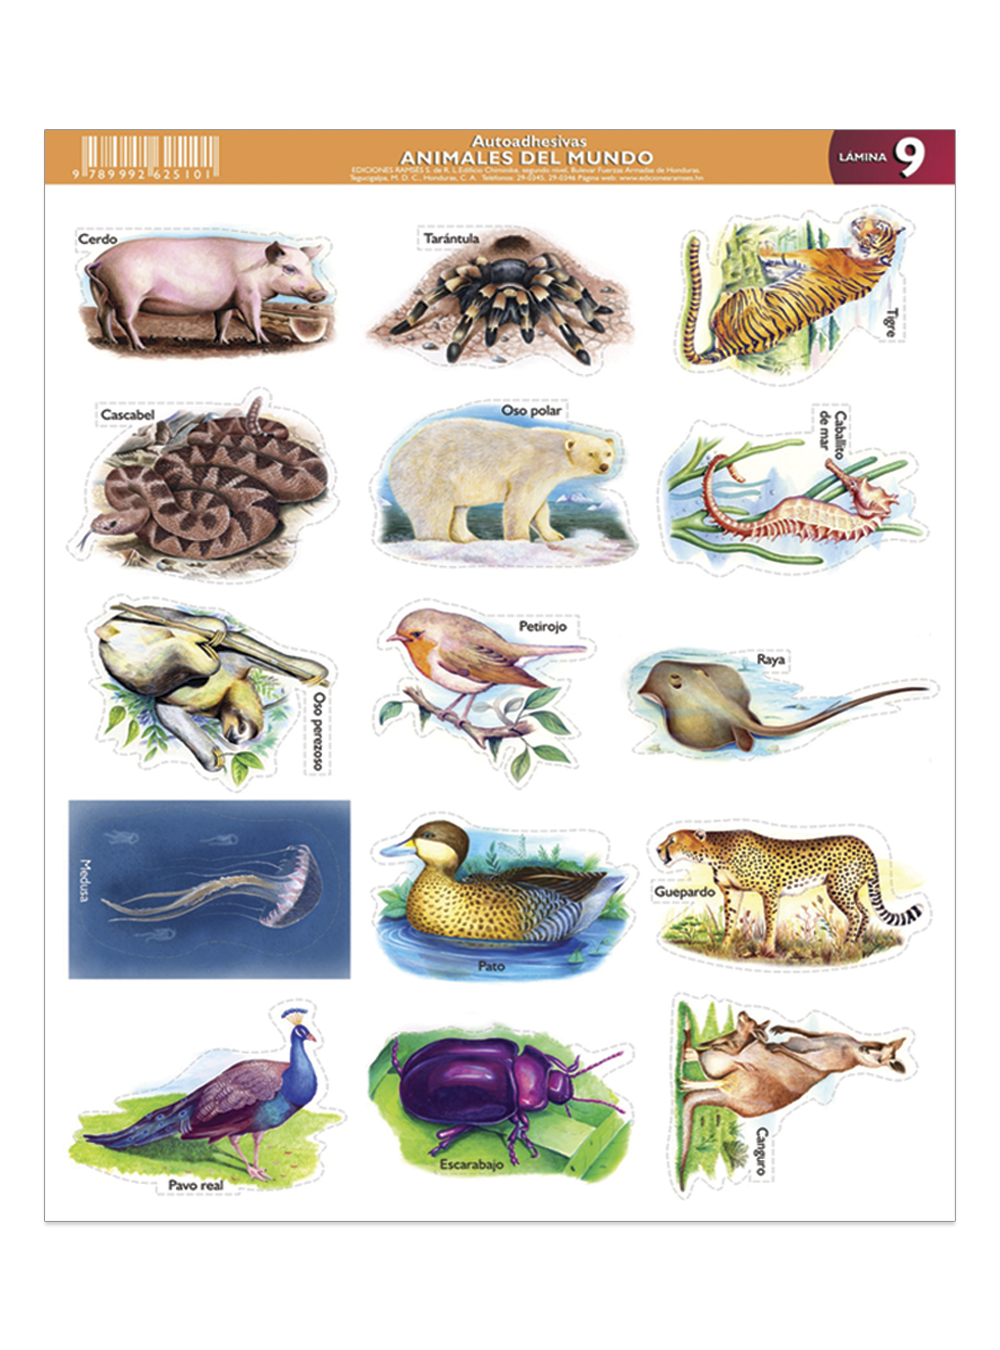 Autoadhesivas
ANIMALES DEL MUNDO
EDICIONES RAMSÉS S. de R. L. Edificio Chiminike, segundo nivel, Bulevar Fuerzas Armadas de Honduras,
Tegucigalpa, M. D. C., Honduras, C. A. Teléfonos: 29-0345, 29-0346 Página web: www.edicionesramses.hn
LÁMINA 9
9 789992 625101
Cerdo
Tarántula
Tigre
Cascabel
Oso polar
Caballito
de mar
Oso perezoso
Petirojo
Raya
Medusa
Pato
Guepardo
Pavo real
Escarabajo
Canguro